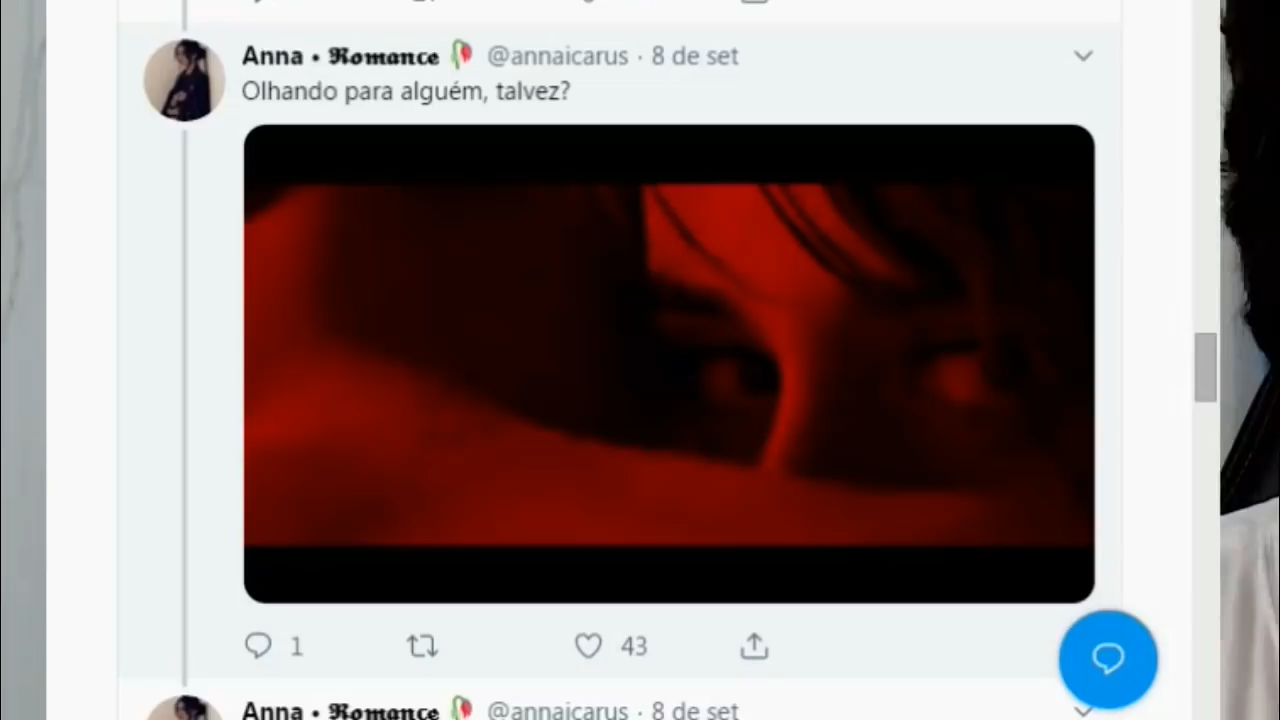 Anna • 𝕽𝖔𝖒𝖆𝖓𝖈𝖊 🥀 @annaicarus · 8 de set
Olhando para alguém, talvez?
1 43
Anna • 𝕽𝖔𝖒𝖆𝖓𝖈𝖊 🥀 @annaicarus · 8 de set